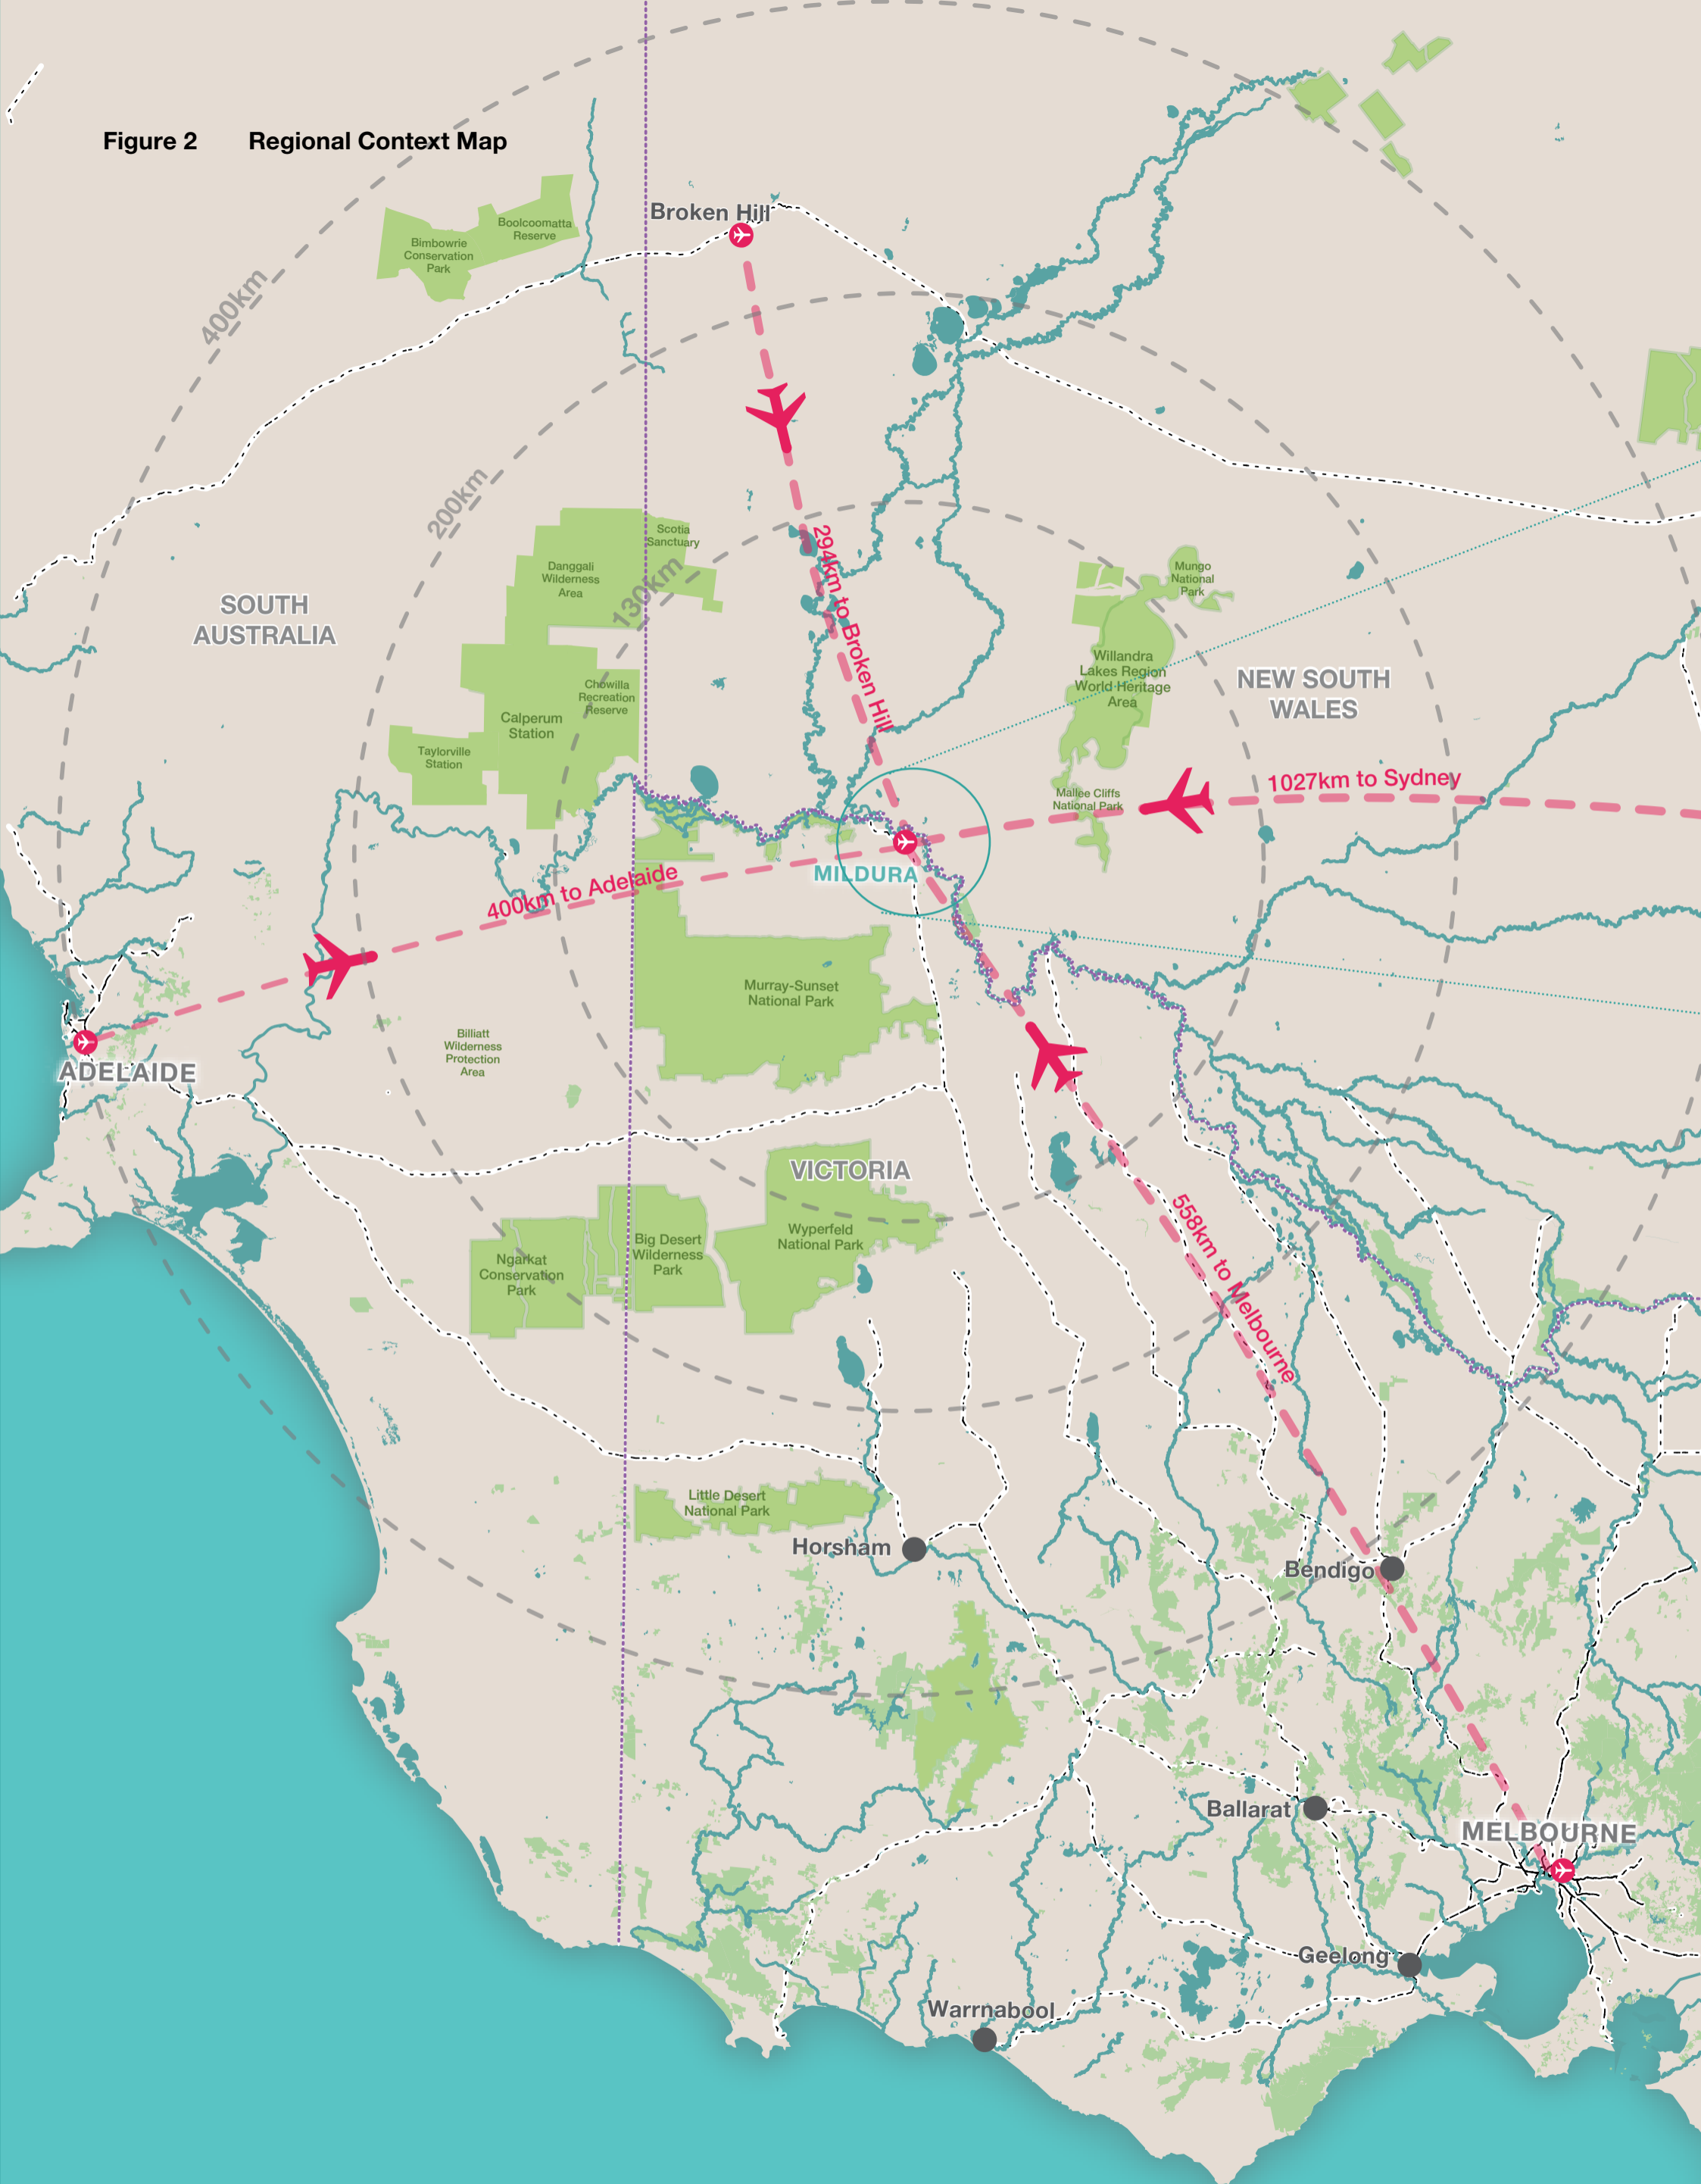 Figure 2 Regional Context Map
Broken Hill
Boolcoomatta
Reserve
Bimbowrie
Conservation
Park
400km
200km
130km
Scotia
Sanctuary
Danggali
Wilderness
Area
294km to Broken Hill
Mungo
National
Park
SOUTH
AUSTRALIA
Willandra
Lakes Region
World Heritage
Area
NEW SOUTH
WALES
Chowilla
Recreation
Reserve
Calperum
Station
Taylorville
Station
1027km to Sydney
Mallee Cliffs
National Park
MILDURA
400km to Adelaide
Murray-Sunset
National Park
Billiatt
Wilderness
Protection
Area
ADELAIDE
VICTORIA
558km to Melbourne
Wyperfeld
National Park
Big Desert
Wilderness
Park
Ngarkat
Conservation
Park
Little Desert
National Park
Horsham
Bendigo
Ballarat
MELBOURNE
Geelong
Warrnabool